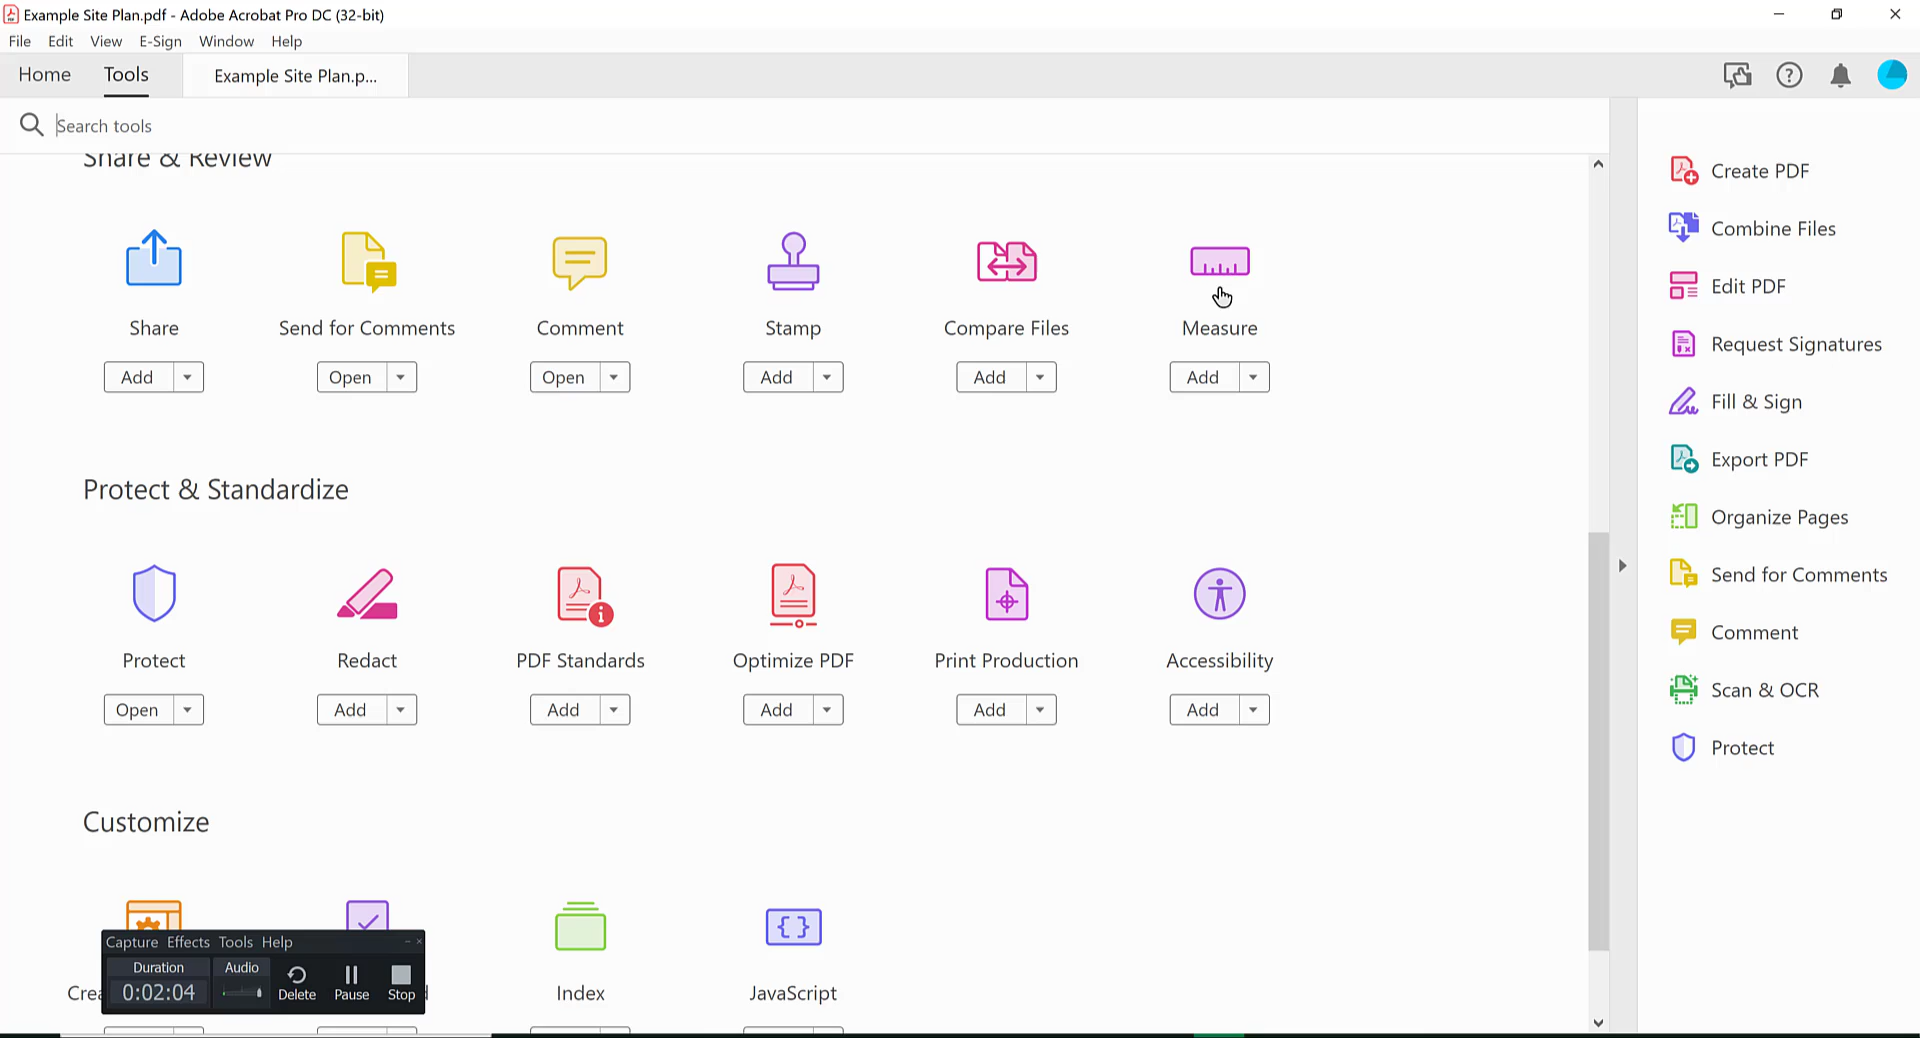 Example Site Plan.pdf - Adobe Acrobat Pro DC (32-bit)
File Edit View E-Sign Window Help
Home Tools Example Site Plan.p...
Search tools
Share & Review
Share Send for Comments Comment Stamp Compare Files Measure
Add Open Open Add Add Add
Protect & Standardize
Protect Redact PDF Standards Optimize PDF Print Production Accessibility
Open Add Add Add Add Add
Customize
Index JavaScript
Create PDF
Combine Files
Edit PDF
Request Signatures
Fill & Sign
Export PDF
Organize Pages
Send for Comments
Comment
Scan & OCR
Protect
Capture Effects Tools Help
Duration Audio
0:02:04 Delete Pause Stop